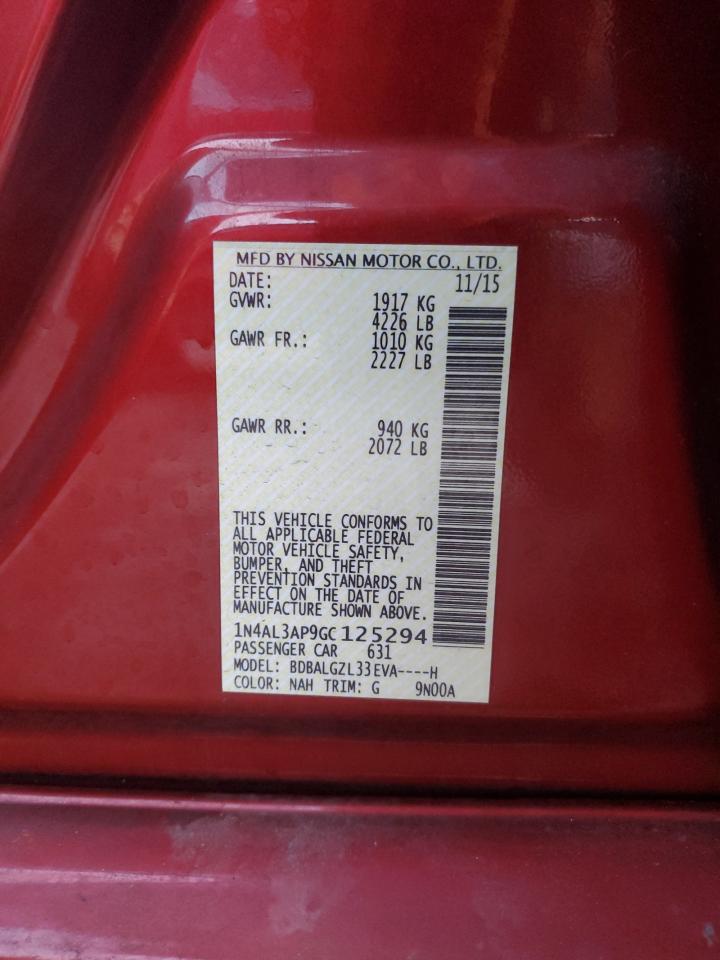 MFD BY NISSAN MOTOR CO., LTD.
DATE: 11/15
GVWR: 1917 KG
4226 LB
GAWR FR.: 1010 KG
2227 LB
GAWR RR.: 940 KG
2072 LB
THIS VEHICLE CONFORMS TO
ALL APPLICABLE FEDERAL
MOTOR VEHICLE SAFETY,
BUMPER, AND THEFT
PREVENTION STANDARDS IN
EFFECT ON THE DATE OF
MANUFACTURE SHOWN ABOVE.
1N4AL3AP9GC125294
PASSENGER CAR 631
MODEL: BDBALGZL33EVA----H
COLOR: NAH TRIM: G 9N00A